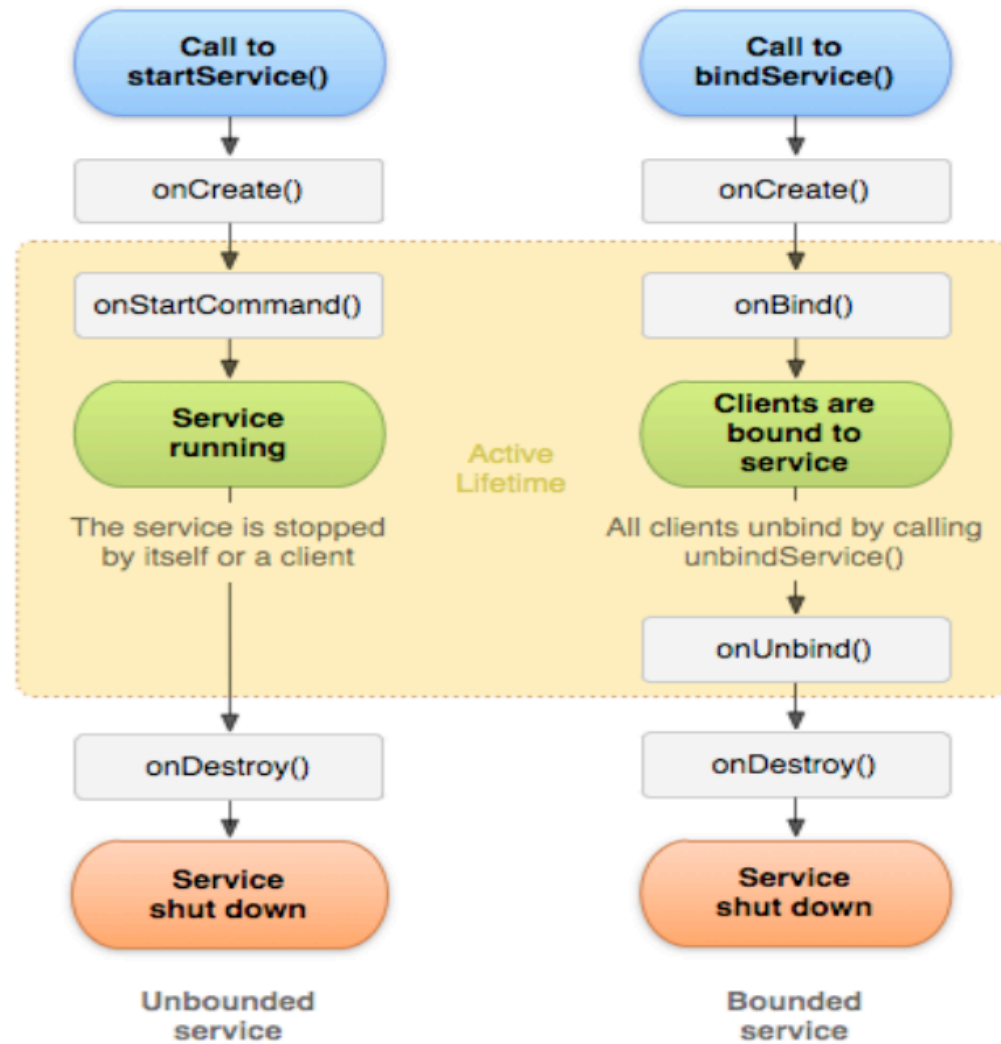 Call to
startService()
onCreate()
onStartCommand()
Service
running
The service is stopped
by itself or a client
onDestroy()
Service
shut down
Unbounded
service
Active
Lifetime
Call to
bindService()
onCreate()
onBind()
Clients are
bound to
service
All clients unbind by calling
unbindService()
onUnbind()
onDestroy()
Service
shut down
Bounded
service